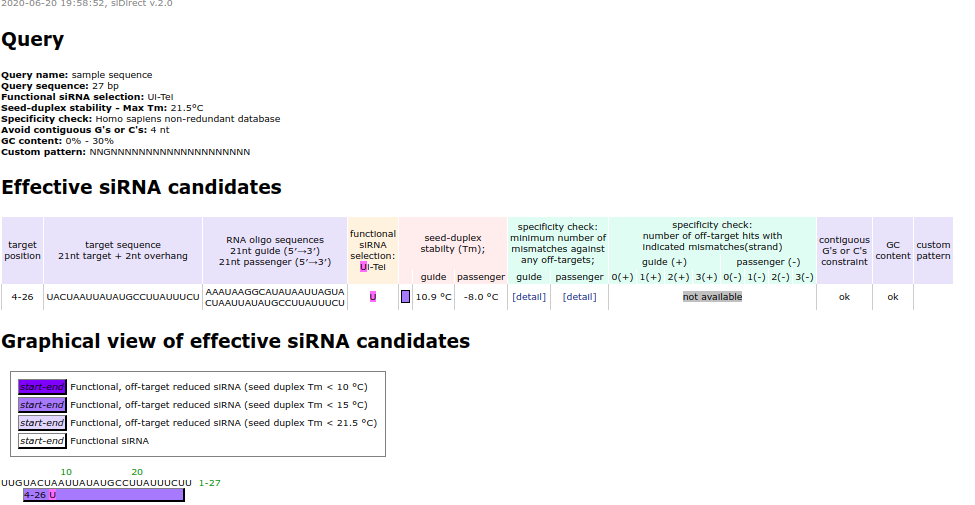 2020-06-20 19:58:52, siDirect v.2.0
Query
Query name: sample sequence
Query sequence: 27 bp
Functional siRNA selection: Ui-Tei
Seed-duplex stability – Max Tm: 21.5°C
Specificity check: Homo sapiens non-redundant database
Avoid contiguous G's or C's: 4 nt
GC content: 0% - 30%
Custom pattern: NNGNNNNNNNNNNNNNNNNNNNN
Effective siRNA candidates
target position
target sequence
21nt target + 2nt overhang
RNA oligo sequences
21nt guide (5'→3')
21nt passenger (5'→3')
functional siRNA selection: Ui-Tei
seed-duplex stabilty (Tm);
guide passenger
specificity check: minimum number of mismatches against any off-targets;
guide passenger
specificity check:
number of off-target hits with indicated mismatches(strand)
guide (+) passenger (-)
0(+) 1(+) 2(+) 3(+) 0(-) 1(-) 2(-) 3(-)
contiguous G's or C's constraint
GC content
custom pattern
4-26 UACUAAUUAUAUGCCUUAUUUCU
AAAUAAGGCAUAUAAUUAGUA
CUAAUUAUAUGCCUUAUUUCU
U 10.9 °C -8.0 °C [detail] [detail] not available ok ok
Graphical view of effective siRNA candidates
start-end Functional, off-target reduced siRNA (seed duplex Tm < 10 °C)
start-end Functional, off-target reduced siRNA (seed duplex Tm < 15 °C)
start-end Functional, off-target reduced siRNA (seed duplex Tm < 21.5 °C)
start-end Functional siRNA
10 20
UUGUACUAAUUAUAUGCCUUAUUUCUU 1-27
4-26 U